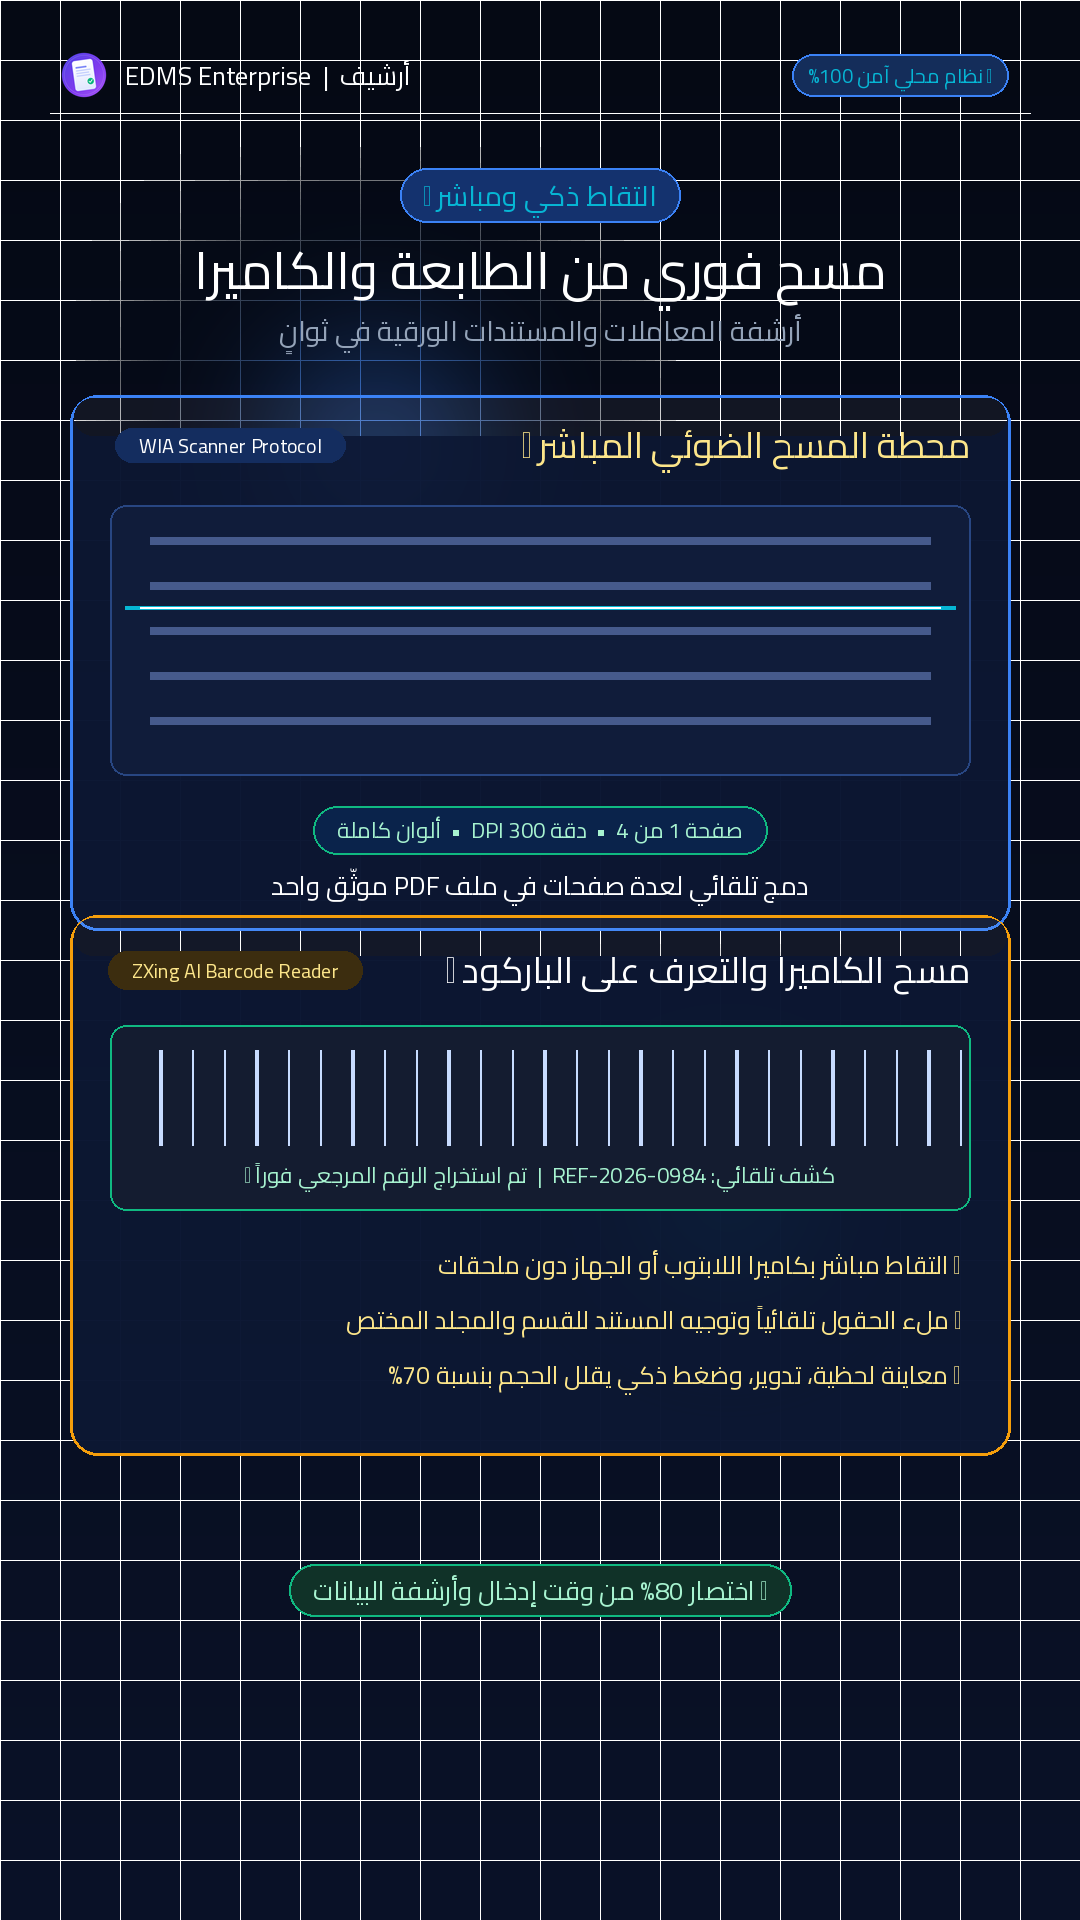 أرشيف | EDMS Enterprise
نظام محلي آمن 100%
التقاط ذكي ومباشر
مسح فوري من الطابعة والكاميرا
أرشفة المعاملات والمستندات الورقية في ثوانٍ
محطة المسح الضوئي المباشر
WIA Scanner Protocol
صفحة 1 من 4 • دقة 300 DPI • ألوان كاملة
دمج تلقائي لعدة صفحات في ملف PDF موثّق واحد
مسح الكاميرا والتعرف على الباركود
ZXing AI Barcode Reader
كشف تلقائي: REF-2026-0984 | تم استخراج الرقم المرجعي فوراً
التقاط مباشر بكاميرا اللابتوب أو الجهاز دون ملحقات
ملء الحقول تلقائياً وتوجيه المستند للقسم والمجلد المختص
معاينة لحظية، تدوير، وضغط ذكي يقلل الحجم بنسبة 70%
اختصار 80% من وقت إدخال وأرشفة البيانات